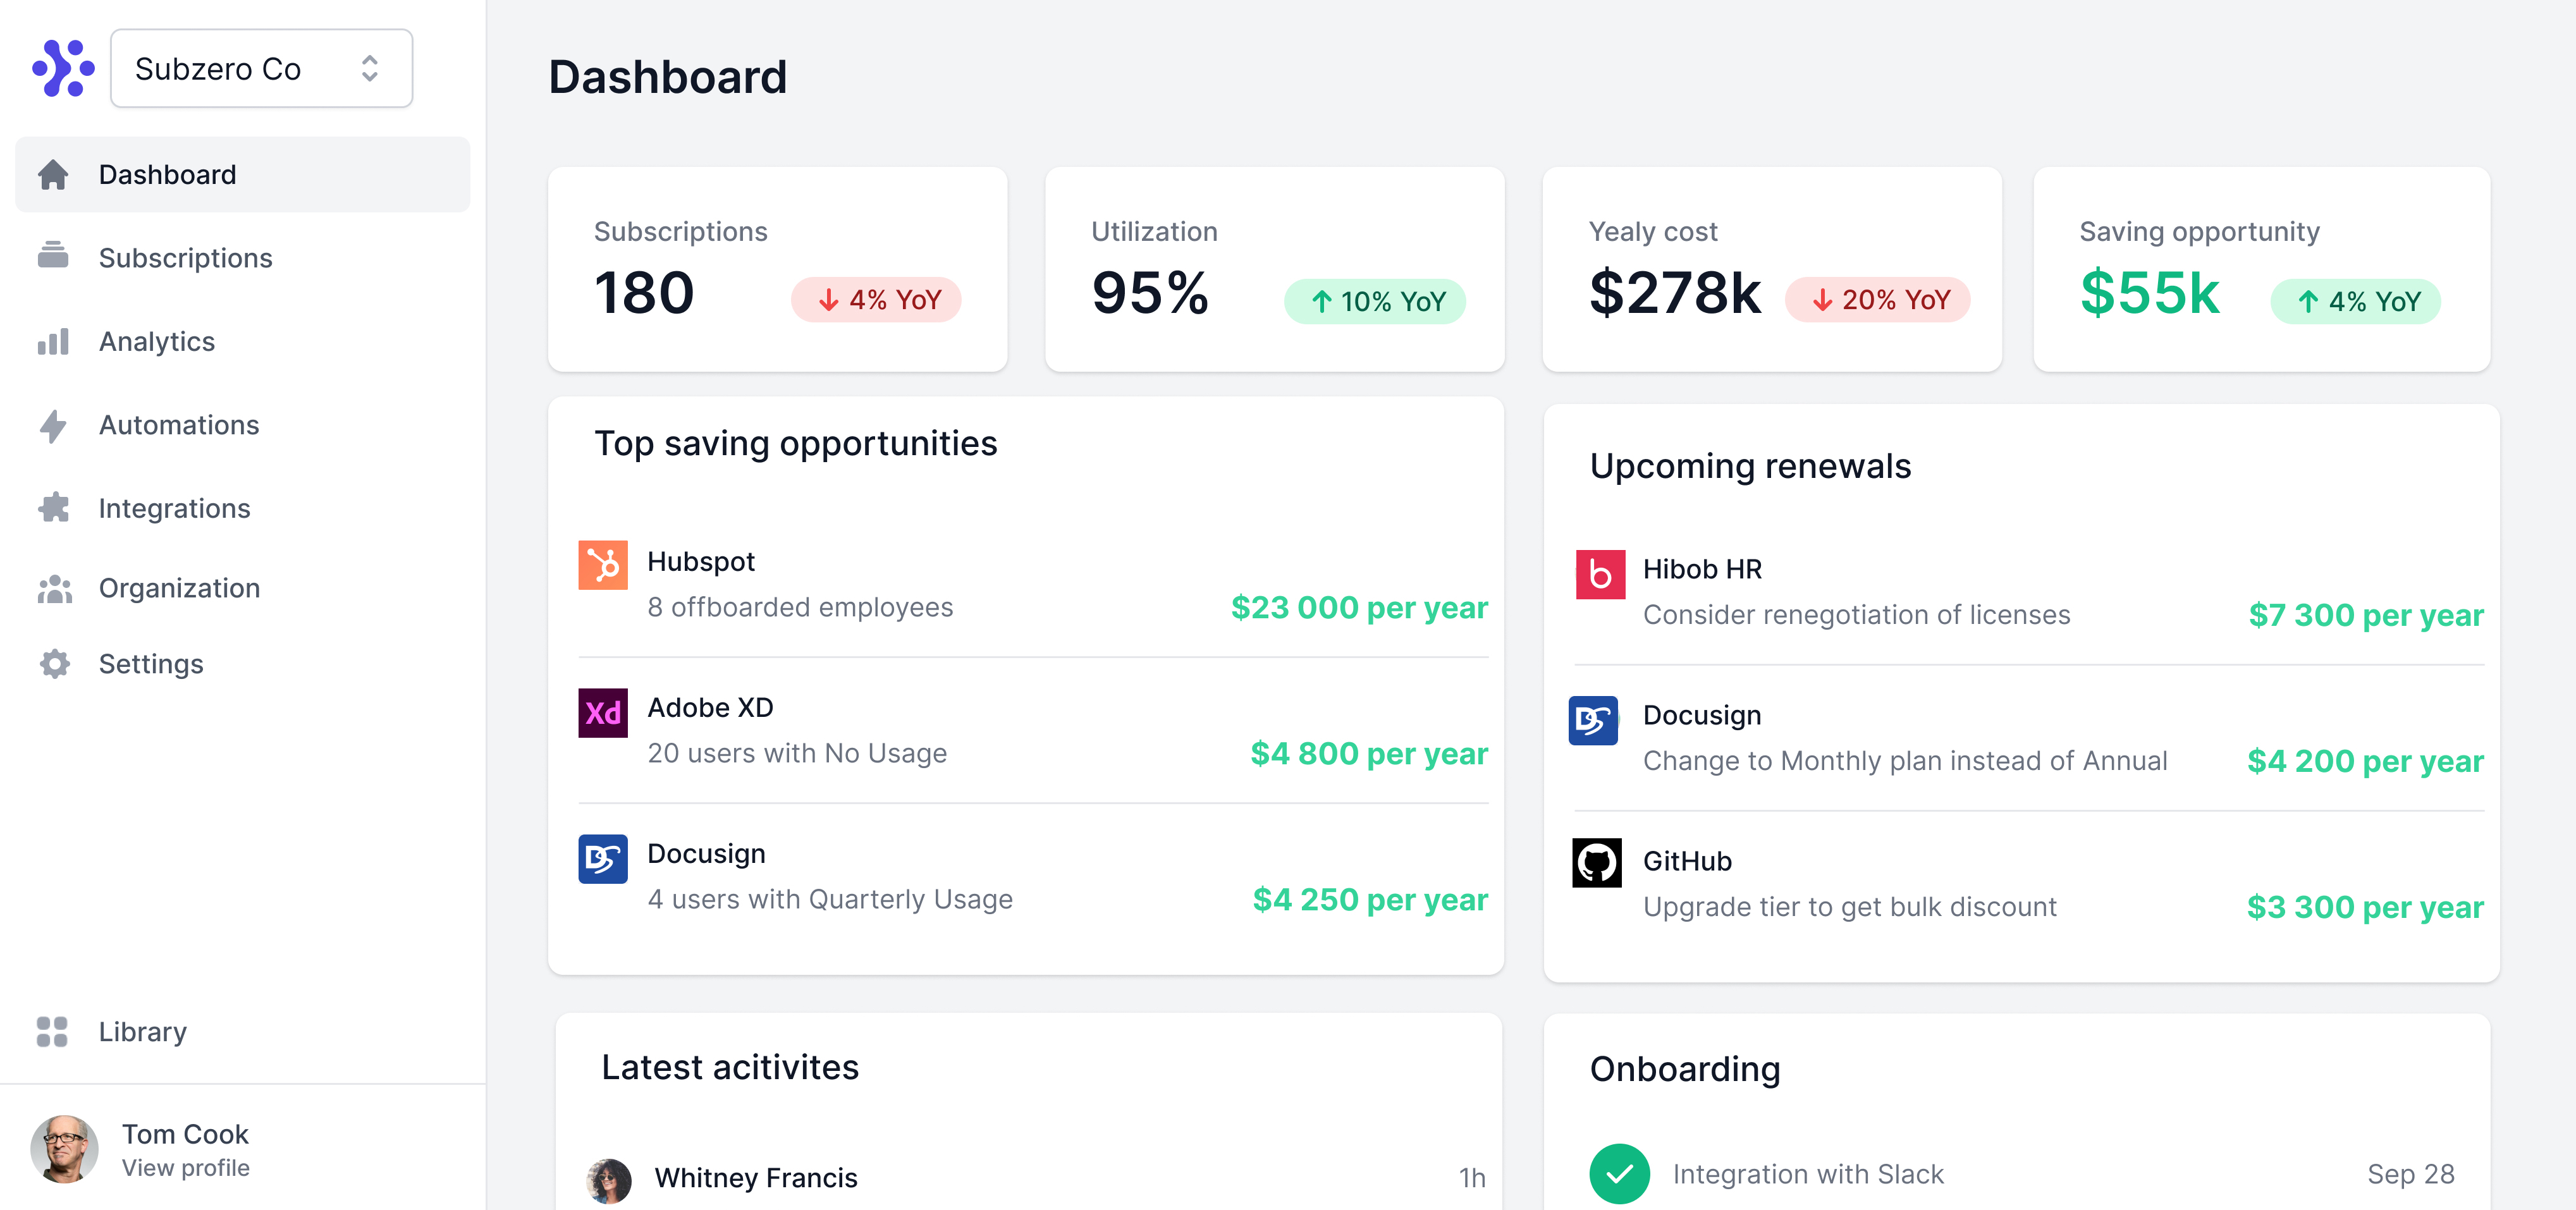 Subzero Co
Dashboard
Subscriptions
Analytics
Automations
Integrations
Organization
Settings
Library
Tom Cook
View profile
Dashboard
Subscriptions
180
↓ 4% YoY
Utilization
95%
↑ 10% YoY
Yealy cost
$278k
↓ 20% YoY
Saving opportunity
$55k
↑ 4% YoY
Top saving opportunities
Hubspot
8 offboarded employees
$23 000 per year
Xd
Adobe XD
20 users with No Usage
$4 800 per year
DS
Docusign
4 users with Quarterly Usage
$4 250 per year
Upcoming renewals
b
Hibob HR
Consider renegotiation of licenses
$7 300 per year
DS
Docusign
Change to Monthly plan instead of Annual
$4 200 per year
GitHub
Upgrade tier to get bulk discount
$3 300 per year
Latest acitivites
Whitney Francis
1h
Onboarding
Integration with Slack
Sep 28